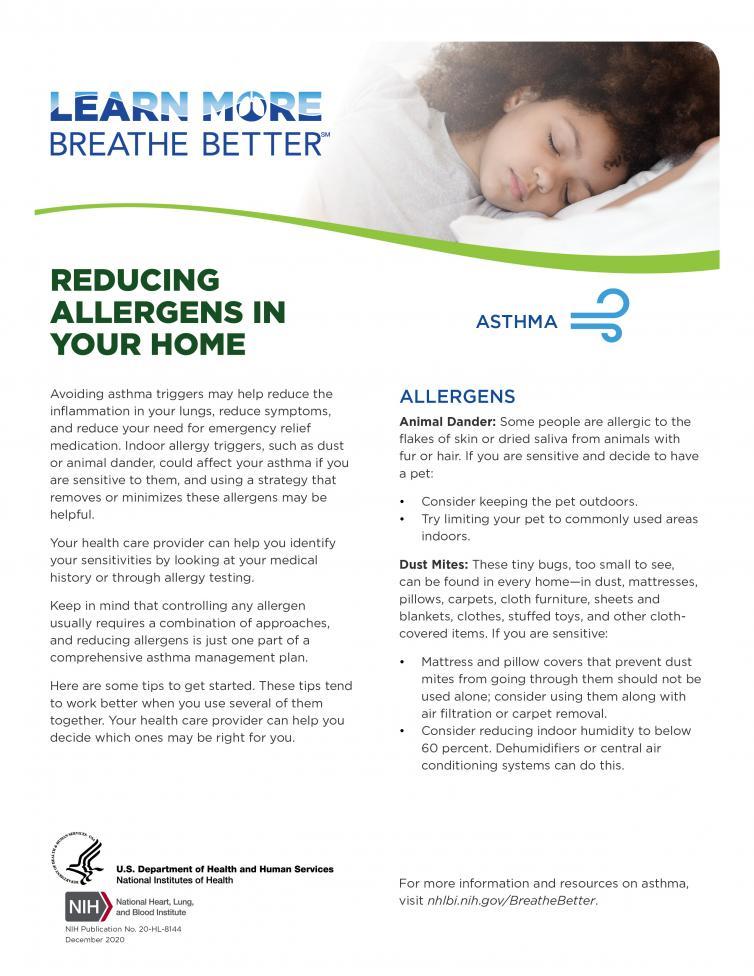 LEARN MORE
BREATHE BETTER℠
REDUCING
ALLERGENS IN
YOUR HOME
ASTHMA
Avoiding asthma triggers may help reduce the
inflammation in your lungs, reduce symptoms,
and reduce your need for emergency relief
medication. Indoor allergy triggers, such as dust
or animal dander, could affect your asthma if you
are sensitive to them, and using a strategy that
removes or minimizes these allergens may be
helpful.
Your health care provider can help you identify
your sensitivities by looking at your medical
history or through allergy testing.
Keep in mind that controlling any allergen
usually requires a combination of approaches,
and reducing allergens is just one part of a
comprehensive asthma management plan.
Here are some tips to get started. These tips tend
to work better when you use several of them
together. Your health care provider can help you
decide which ones may be right for you.
ALLERGENS
Animal Dander: Some people are allergic to the
flakes of skin or dried saliva from animals with
fur or hair. If you are sensitive and decide to have
a pet:
• Consider keeping the pet outdoors.
• Try limiting your pet to commonly used areas
indoors.
Dust Mites: These tiny bugs, too small to see,
can be found in every home—in dust, mattresses,
pillows, carpets, cloth furniture, sheets and
blankets, clothes, stuffed toys, and other cloth-
covered items. If you are sensitive:
• Mattress and pillow covers that prevent dust
mites from going through them should not be
used alone; consider using them along with
air filtration or carpet removal.
• Consider reducing indoor humidity to below
60 percent. Dehumidifiers or central air
conditioning systems can do this.
DEPARTMENT OF HEALTH & HUMAN SERVICES · USA
U.S. Department of Health and Human Services
National Institutes of Health
NIH
National Heart, Lung,
and Blood Institute
NIH Publication No. 20-HL-8144
December 2020
For more information and resources on asthma,
visit nhlbi.nih.gov/BreatheBetter.